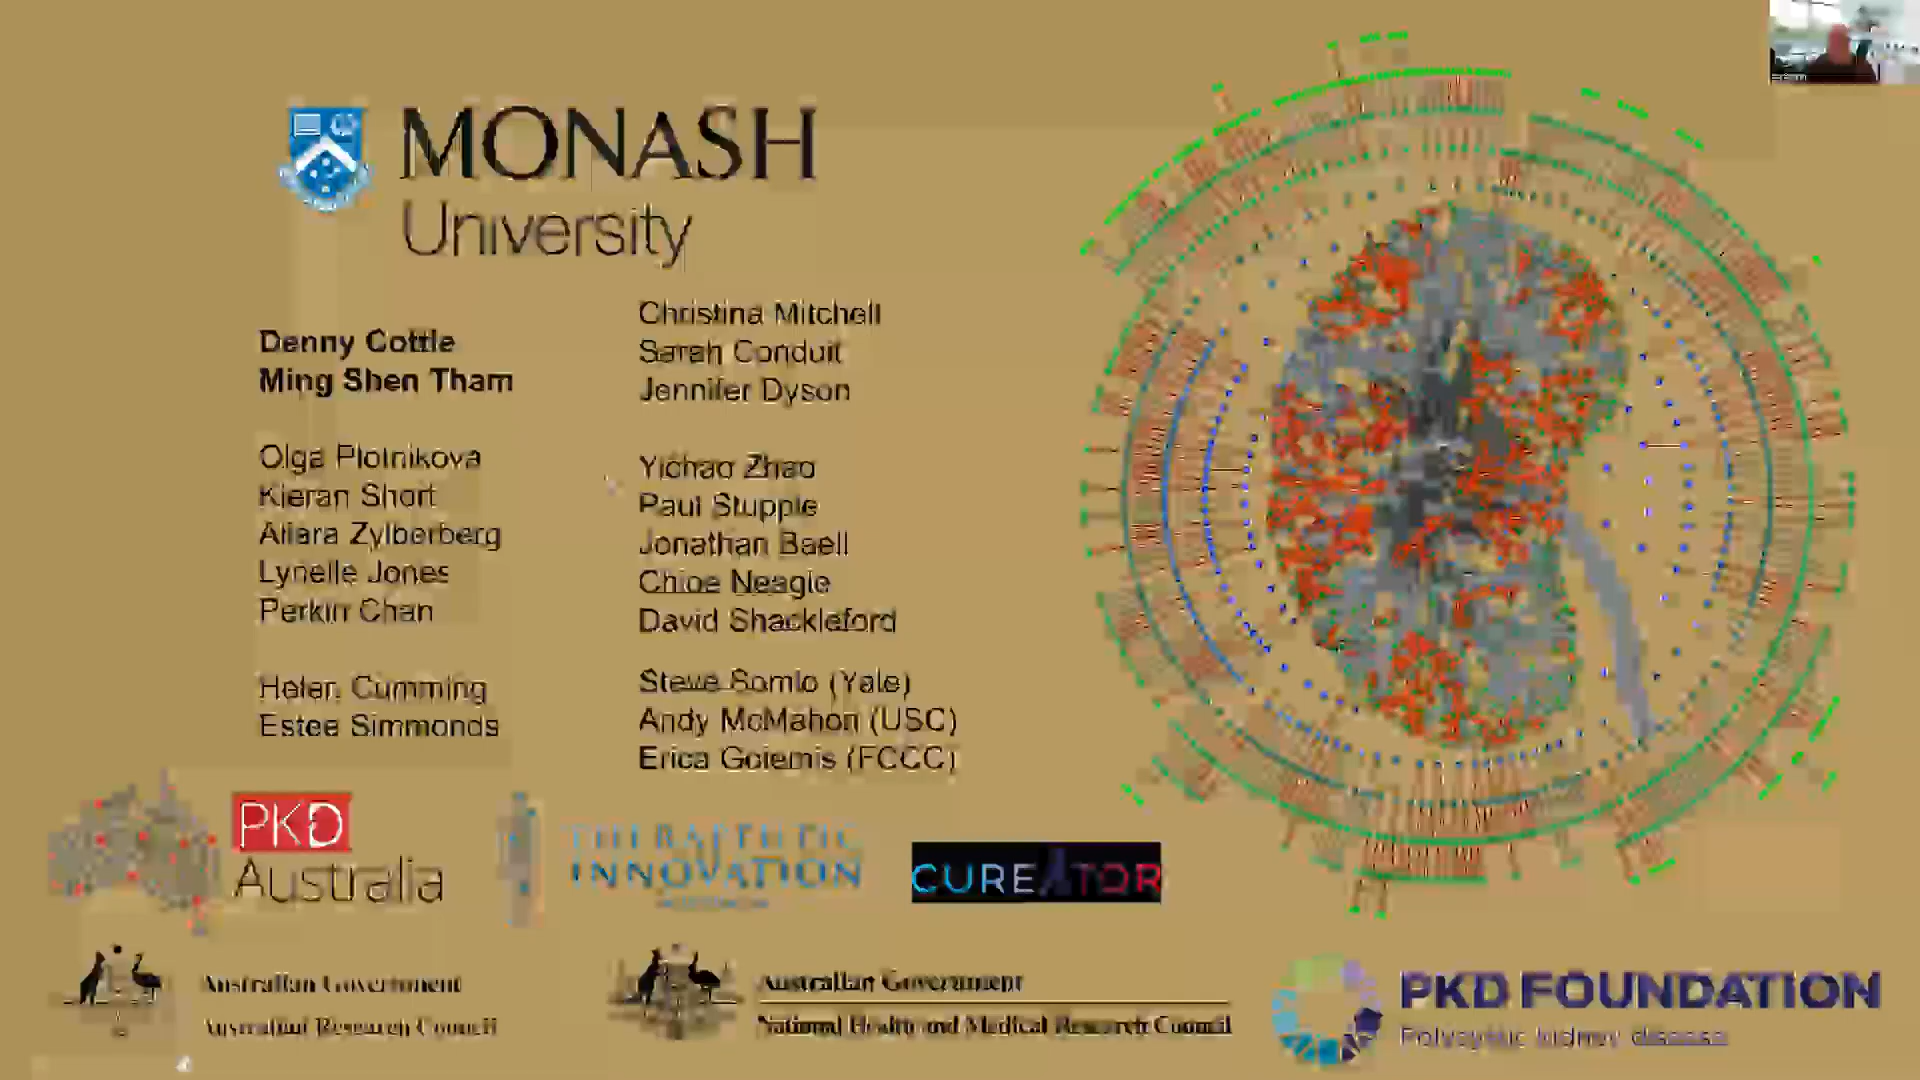 MONASH
University
Denny Cottle
Ming Shen Tham
Olga Plotnikova
Kieran Short
Aliara Zylberberg
Lynelle Jones
Perkin Chan
Helen Cumming
Estee Simmonds
Christina Mitchell
Sarah Conduit
Jennifer Dyson
Yichao Zhao
Paul Stupple
Jonathan Baell
Chloe Neagle
David Shackleford
Steve Somlo (Yale)
Andy McMahon (USC)
Erica Golemis (FCCC)
PKD
Australia
THERAPEUTIC
INNOVATION
CUREATOR
Australian Government
Australian Research Council
Australian Government
National Health and Medical Research Council
PKD FOUNDATION
Polycystic kidney disease